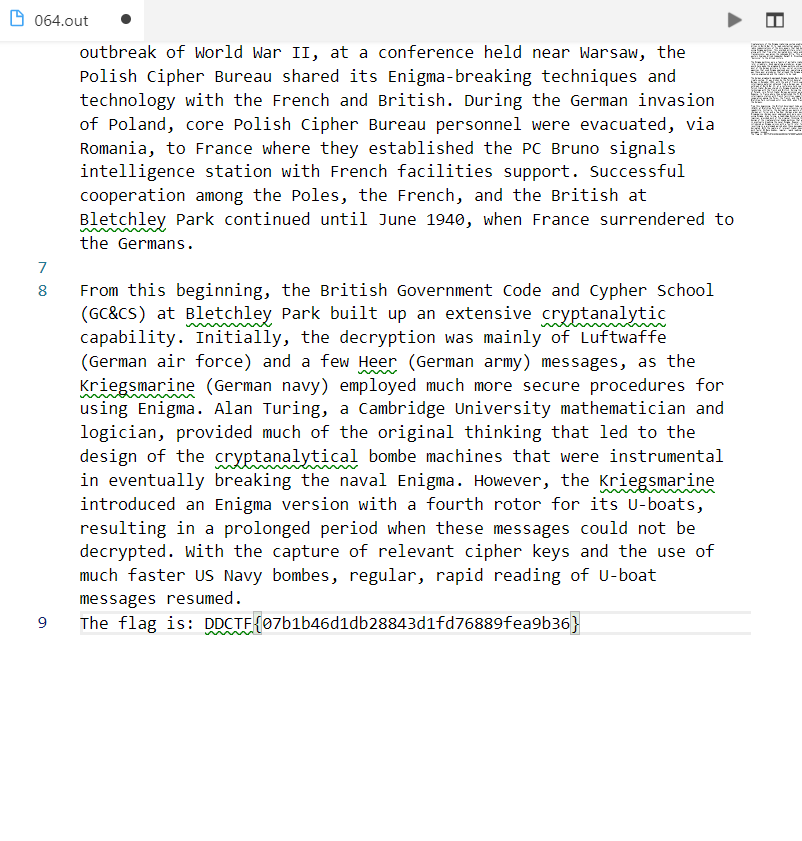 064.out
outbreak of World War II, at a conference held near Warsaw, the
Polish Cipher Bureau shared its Enigma-breaking techniques and
technology with the French and British. During the German invasion
of Poland, core Polish Cipher Bureau personnel were evacuated, via
Romania, to France where they established the PC Bruno signals
intelligence station with French facilities support. Successful
cooperation among the Poles, the French, and the British at
Bletchley Park continued until June 1940, when France surrendered to
the Germans.
7
8 From this beginning, the British Government Code and Cypher School
(GC&CS) at Bletchley Park built up an extensive cryptanalytic
capability. Initially, the decryption was mainly of Luftwaffe
(German air force) and a few Heer (German army) messages, as the
Kriegsmarine (German navy) employed much more secure procedures for
using Enigma. Alan Turing, a Cambridge University mathematician and
logician, provided much of the original thinking that led to the
design of the cryptanalytical bombe machines that were instrumental
in eventually breaking the naval Enigma. However, the Kriegsmarine
introduced an Enigma version with a fourth rotor for its U-boats,
resulting in a prolonged period when these messages could not be
decrypted. With the capture of relevant cipher keys and the use of
much faster US Navy bombes, regular, rapid reading of U-boat
messages resumed.
9 The flag is: DDCTF{07b1b46d1db28843d1fd76889fea9b36}